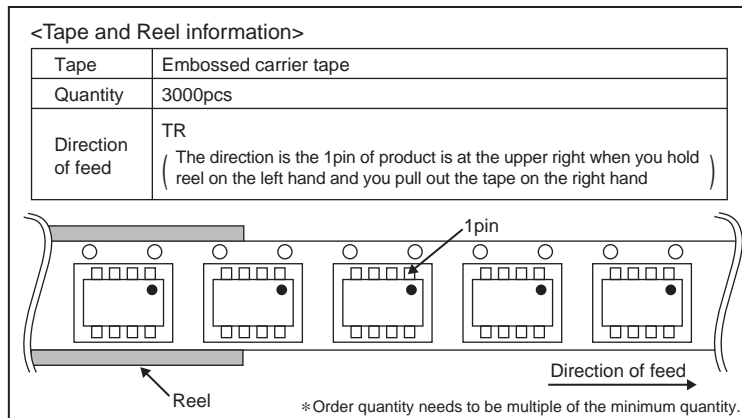 <Tape and Reel information>
Tape Embossed carrier tape
Quantity 3000pcs
Direction of feed TR
( The direction is the 1pin of product is at the upper right when you hold
reel on the left hand and you pull out the tape on the right hand )
1pin
Direction of feed
Reel
∗Order quantity needs to be multiple of the minimum quantity.